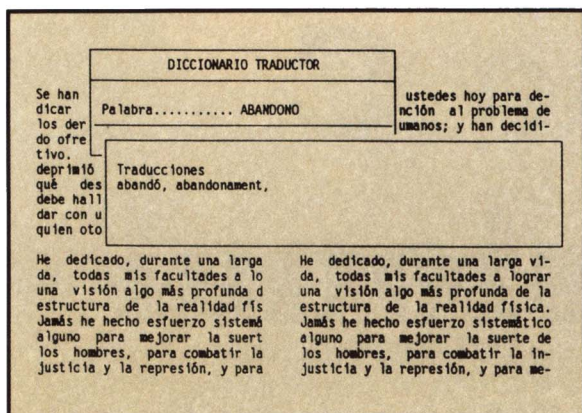 DICCIONARIO TRADUCTOR
Palabra........... ABANDONO
Traducciones
abandó, abandonament,
Se han ustedes hoy para de-
dicar nción al problema de
los der umanos; y han decidi-
do ofre
tivo.
deprimió
qué des
debe hall
dar con u
quien oto
He dedicado, durante una larga
da, todas mis facultades a lo
una visión algo más profunda d
estructura de la realidad fís
Jamás he hecho esfuerzo sistemá
alguno para mejorar la suert
los hombres, para combatir la
justicia y la represión, y para
He dedicado, durante una larga vi-
da, todas mis facultades a lograr
una visión algo más profunda de la
estructura de la realidad física.
Jamás he hecho esfuerzo sistemático
alguno para mejorar la suerte de
los hombres, para combatir la in-
justicia y la represión, y para me-